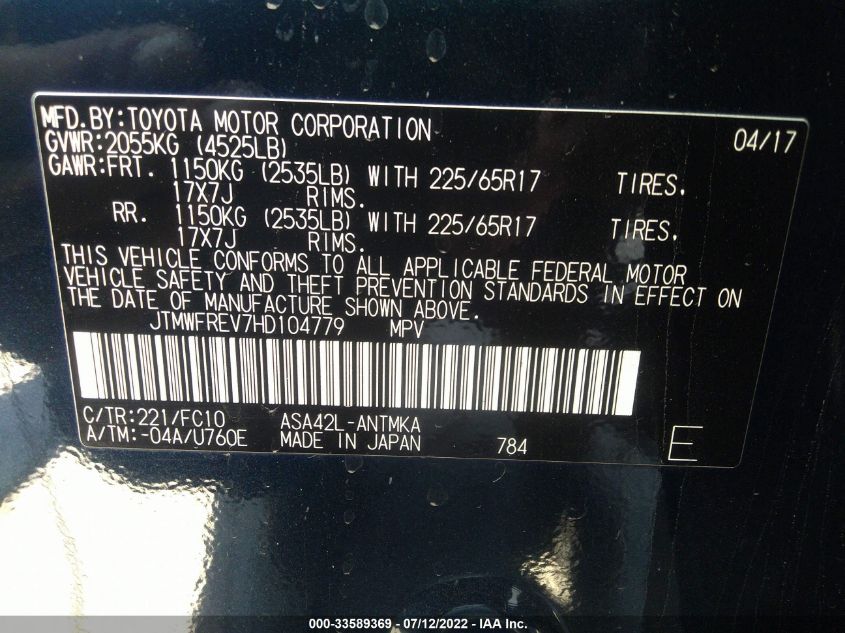 MFD.BY:TOYOTA MOTOR CORPORATION 04/17
GVWR:2055KG (4525LB)
GAWR:FRT. 1150KG (2535LB) WITH 225/65R17 TIRES.
17X7J RIMS.
RR. 1150KG (2535LB) WITH 225/65R17 TIRES.
17X7J RIMS.
THIS VEHICLE CONFORMS TO ALL APPLICABLE FEDERAL MOTOR
VEHICLE SAFETY AND THEFT PREVENTION STANDARDS IN EFFECT ON
THE DATE OF MANUFACTURE SHOWN ABOVE.
JTMWFREV7HD104779 MPV
C/TR:221/FC10 ASA42L-ANTMKA
A/TM:-04A/U760E MADE IN JAPAN 784 E
000-33589369 - 07/12/2022 - IAA Inc.